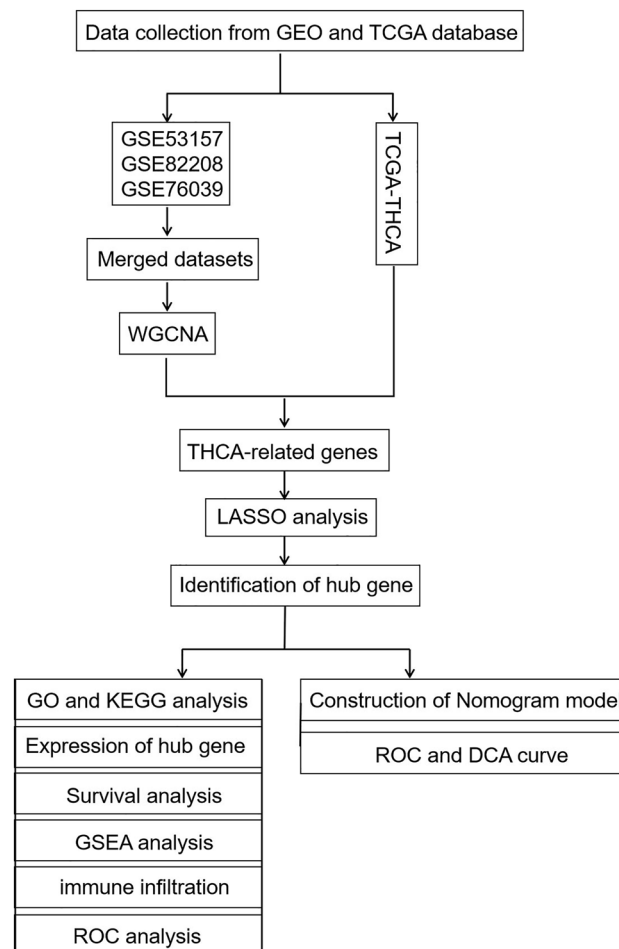 Data collection from GEO and TCGA database
GSE53157
GSE82208
GSE76039
TCGA-THCA
Merged datasets
WGCNA
THCA-related genes
LASSO analysis
Identification of hub gene
GO and KEGG analysis
Expression of hub gene
Survival analysis
GSEA analysis
immune infiltration
ROC analysis
Construction of Nomogram model
ROC and DCA curve